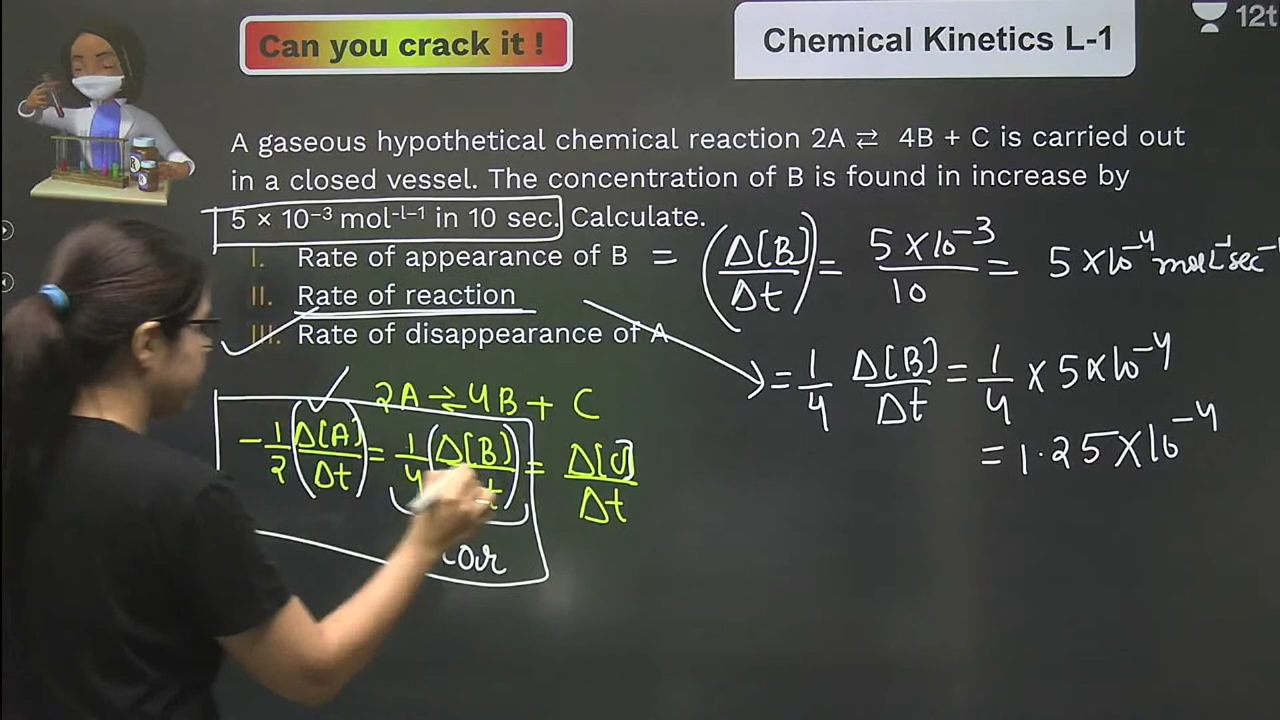 Can you crack it !
Chemical Kinetics L-1
12t
A gaseous hypothetical chemical reaction 2A ⇄ 4B + C is carried out
in a closed vessel. The concentration of B is found in increase by
5 × 10⁻³ mol⁻ˡ⁻¹ in 10 sec. Calculate.
I. Rate of appearance of B = (Δ[B]/Δt) = 5 × 10⁻³/10 = 5 × 10⁻⁴ mol L⁻¹ sec⁻¹
II. Rate of reaction
III. Rate of disappearance of A
= 1/4 Δ[B]/Δt = 1/4 × 5 × 10⁻⁴
= 1.25 × 10⁻⁴
2A ⇌ 4B + C
-1/2 (Δ[A]/Δt) = 1/4 (Δ[B]/Δt) = Δ[C]/Δt